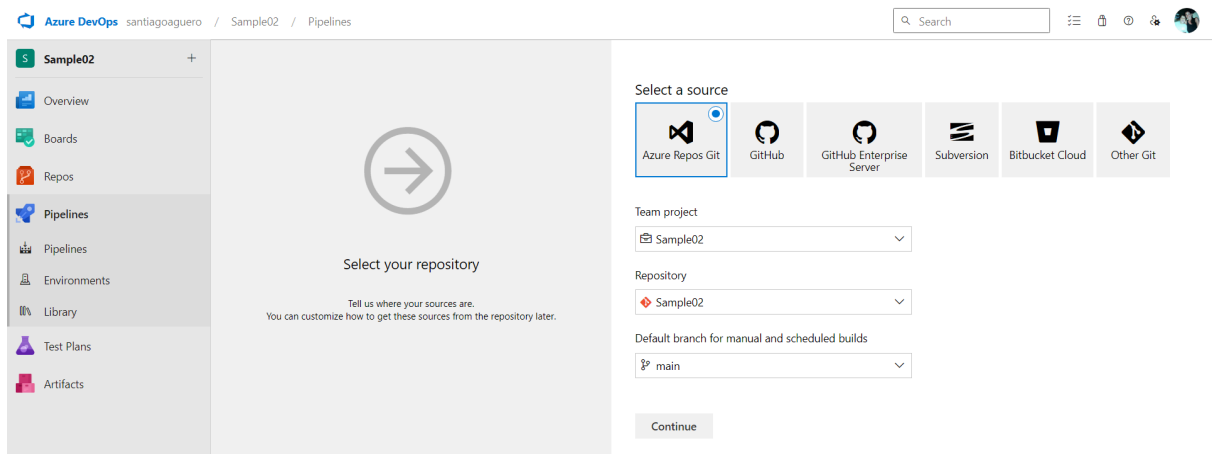 Azure DevOps santiagoaguero / Sample02 / Pipelines
Search
S Sample02 +
Overview
Boards
Repos
Pipelines
Pipelines
Environments
Library
Test Plans
Artifacts
Select your repository
Tell us where your sources are.
You can customize how to get these sources from the repository later.
Select a source
Azure Repos Git
GitHub
GitHub Enterprise
Server
Subversion
Bitbucket Cloud
Other Git
Team project
Sample02
Repository
Sample02
Default branch for manual and scheduled builds
main
Continue